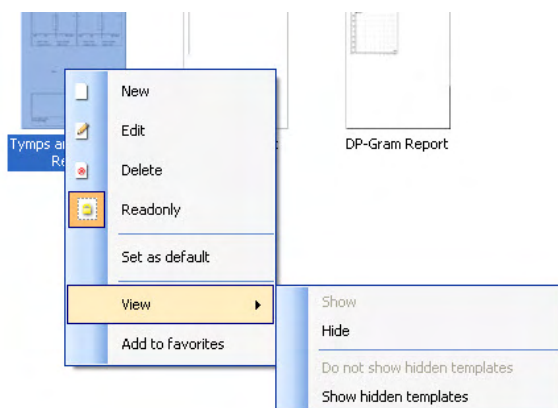 New
Edit
Tymps a
Re
DP-Gram Report
Delete
Readonly
Set as default
View
Show
Hide
Add to favorites
Do not show hidden templates
Show hidden templates